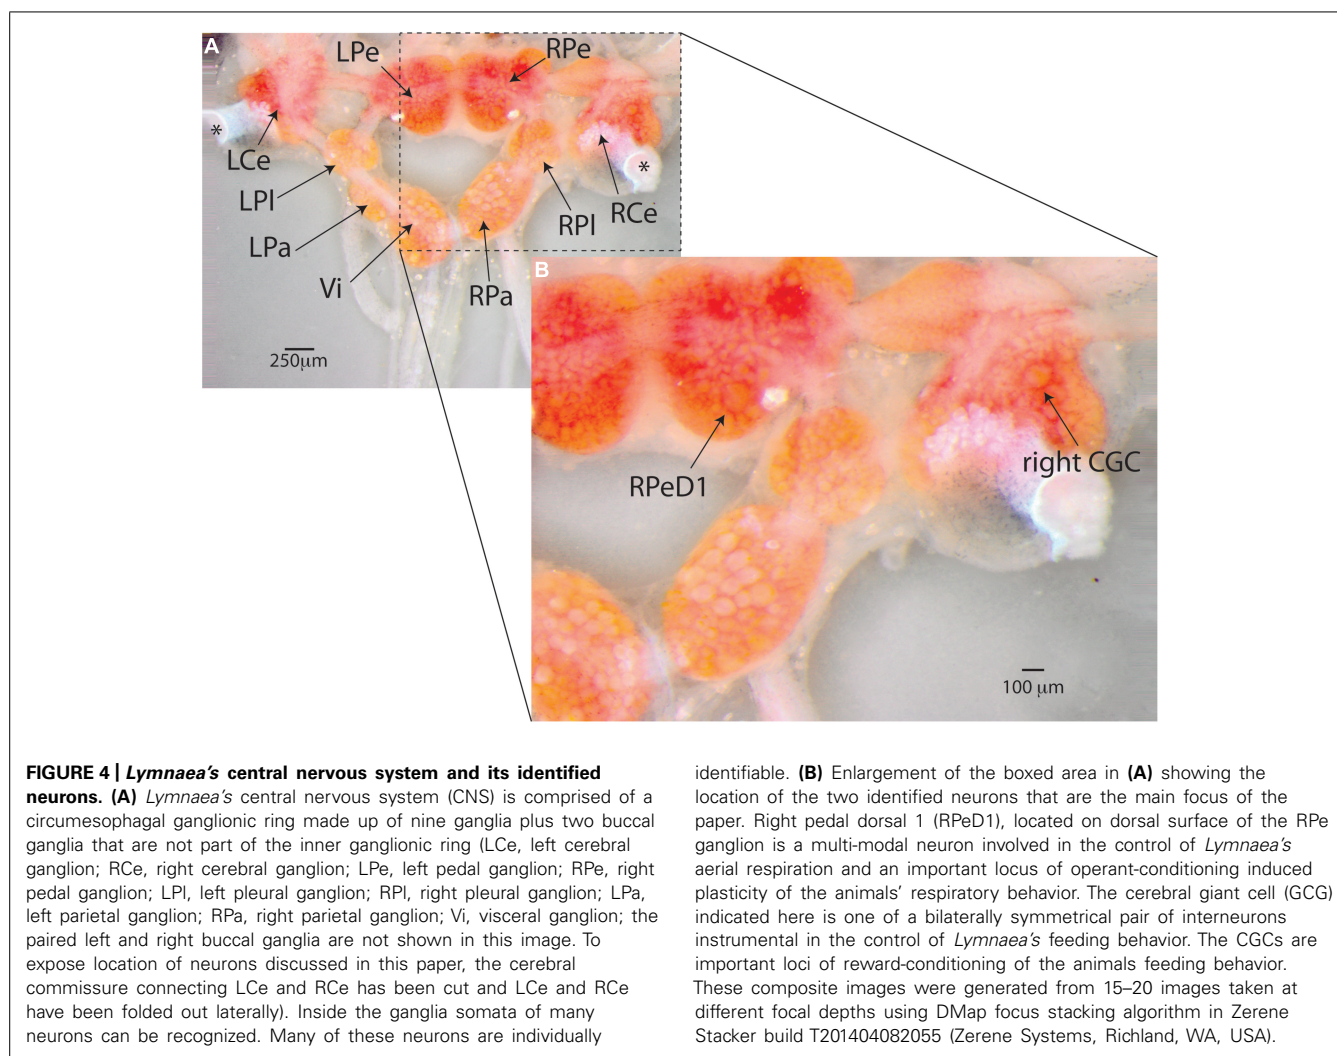 A
LPe
RPe
*
*
LCe
LPl
LPa
Vi
RPa
RPl
RCe
250μm
B
RPeD1
right CGC
100 μm
FIGURE 4 | Lymnaea's central nervous system and its identified
neurons. (A) Lymnaea's central nervous system (CNS) is comprised of a
circumesophagal ganglionic ring made up of nine ganglia plus two buccal
ganglia that are not part of the inner ganglionic ring (LCe, left cerebral
ganglion; RCe, right cerebral ganglion; LPe, left pedal ganglion; RPe, right
pedal ganglion; LPl, left pleural ganglion; RPl, right pleural ganglion; LPa,
left parietal ganglion; RPa, right parietal ganglion; Vi, visceral ganglion; the
paired left and right buccal ganglia are not shown in this image. To
expose location of neurons discussed in this paper, the cerebral
commissure connecting LCe and RCe has been cut and LCe and RCe
have been folded out laterally). Inside the ganglia somata of many
neurons can be recognized. Many of these neurons are individually
identifiable. (B) Enlargement of the boxed area in (A) showing the
location of the two identified neurons that are the main focus of the
paper. Right pedal dorsal 1 (RPeD1), located on dorsal surface of the RPe
ganglion is a multi-modal neuron involved in the control of Lymnaea's
aerial respiration and an important locus of operant-conditioning induced
plasticity of the animals' respiratory behavior. The cerebral giant cell (GCG)
indicated here is one of a bilaterally symmetrical pair of interneurons
instrumental in the control of Lymnaea's feeding behavior. The CGCs are
important loci of reward-conditioning of the animals feeding behavior.
These composite images were generated from 15–20 images taken at
different focal depths using DMap focus stacking algorithm in Zerene
Stacker build T201404082055 (Zerene Systems, Richland, WA, USA).